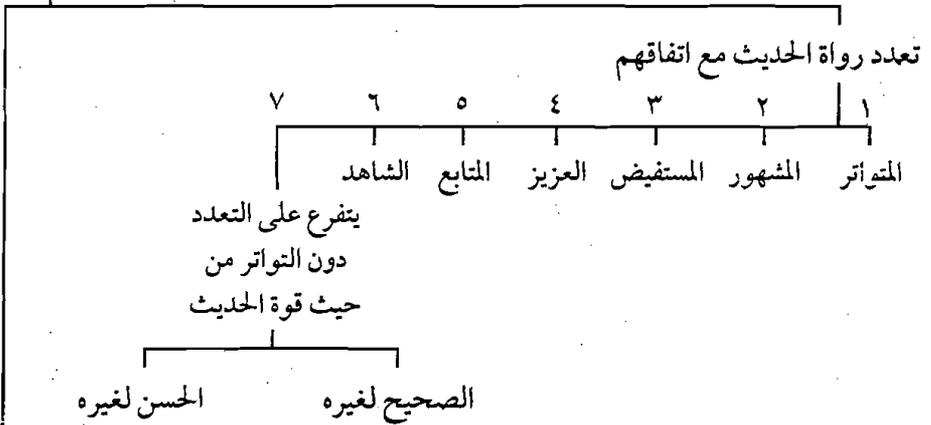 تعدد رواة الحديث مع اتفاقهم
١ ٢ ٣ ٤ ٥ ٦ ٧
المتواتر المشهور المستفيض العزيز المتابع الشاهد
يتفرع على التعدد
دون التواتر من
حيث قوة الحديث
الصحيح لغيره الحسن لغيره